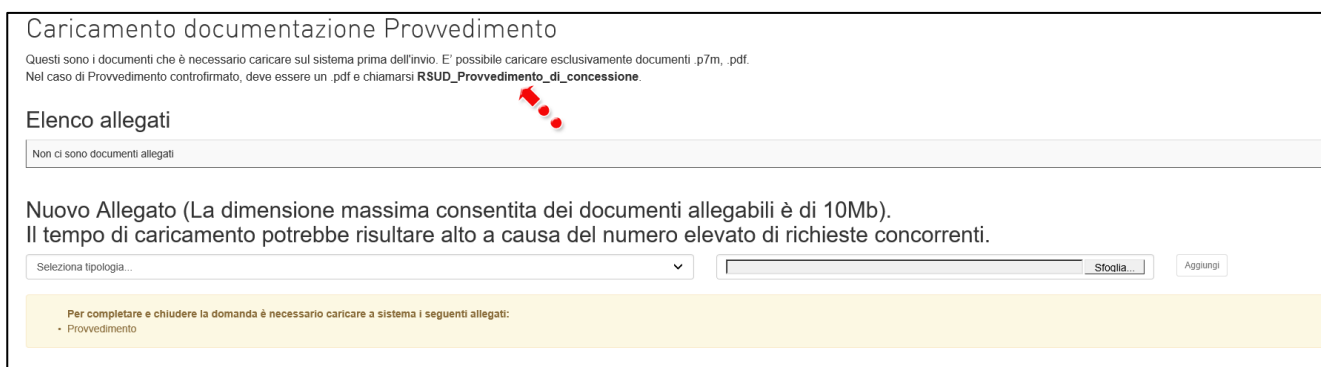 Caricamento documentazione Provvedimento
Questi sono i documenti che è necessario caricare sul sistema prima dell'invio. E' possibile caricare esclusivamente documenti .p7m, .pdf.
Nel caso di Provvedimento controfirmato, deve essere un .pdf e chiamarsi RSUD_Provvedimento_di_concessione.
Elenco allegati
Non ci sono documenti allegati
Nuovo Allegato (La dimensione massima consentita dei documenti allegabili è di 10Mb).
Il tempo di caricamento potrebbe risultare alto a causa del numero elevato di richieste concorrenti.
Seleziona tipologia... Sfoglia... Aggiungi
Per completare e chiudere la domanda è necessario caricare a sistema i seguenti allegati:
• Provvedimento